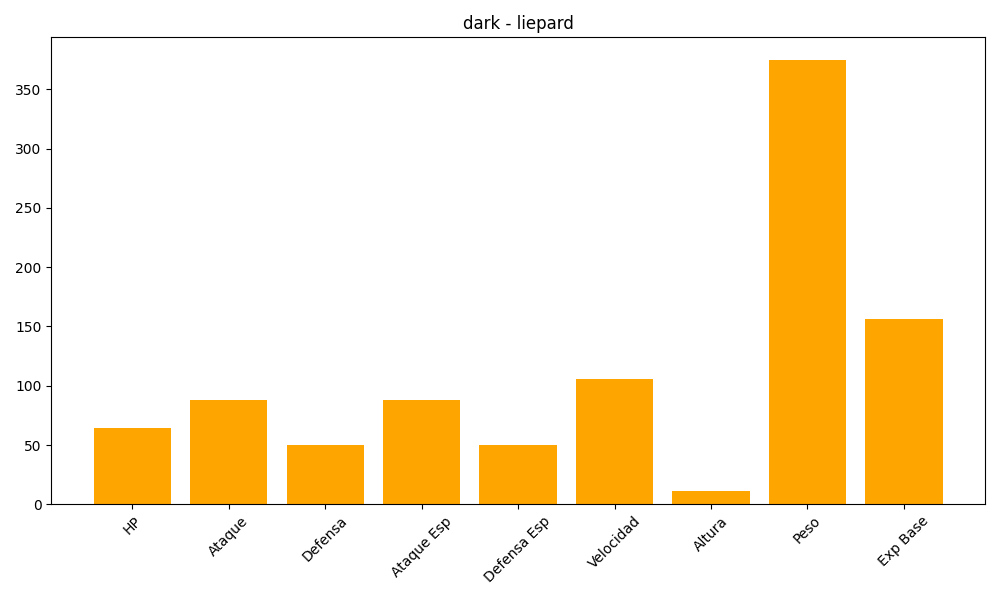 dark - liepard
350
300
250
200
150
100
50
0
HP
Ataque
Defensa
Ataque Esp
Defensa Esp
Velocidad
Altura
Peso
Exp Base